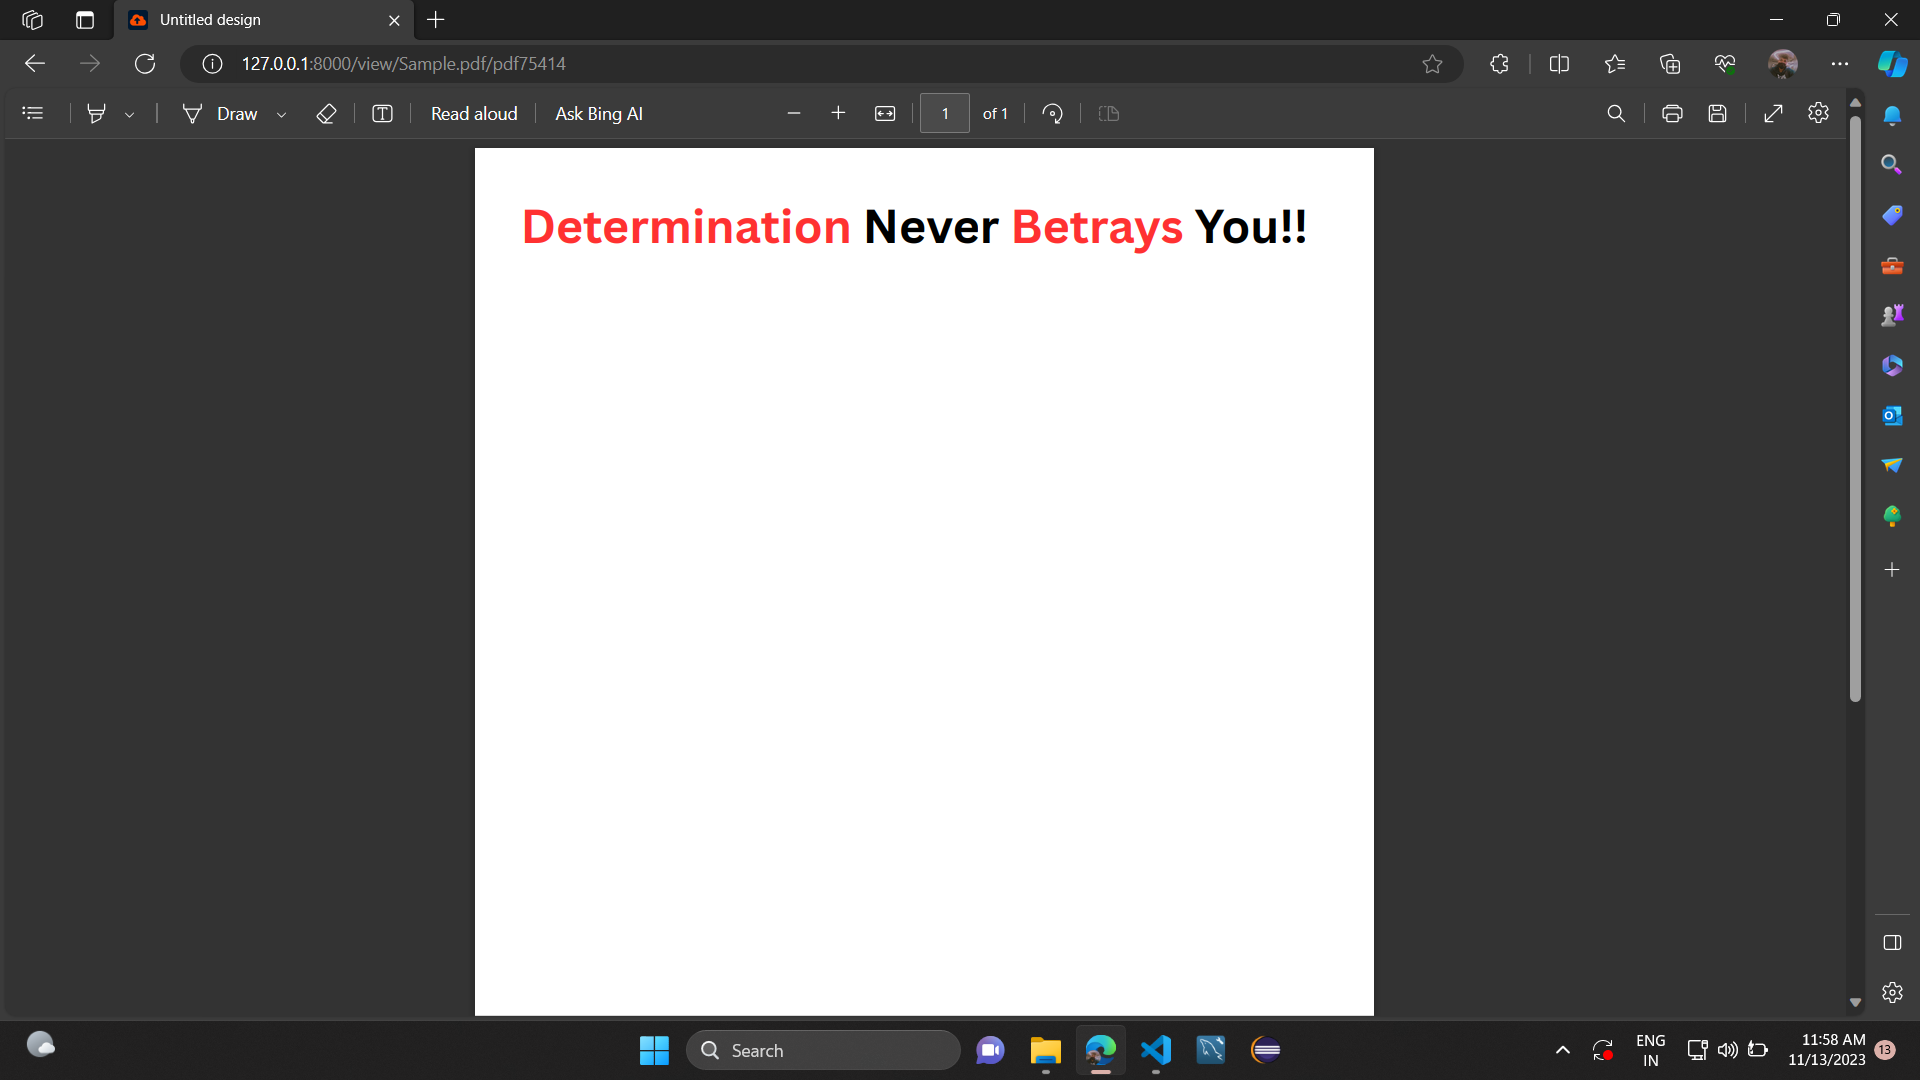 Untitled design
127.0.0.1:8000/view/Sample.pdf/pdf75414
Draw
Read aloud
Ask Bing AI
1
of 1
Determination Never Betrays You!!
Search
ENG
IN
11:58 AM
11/13/2023
13